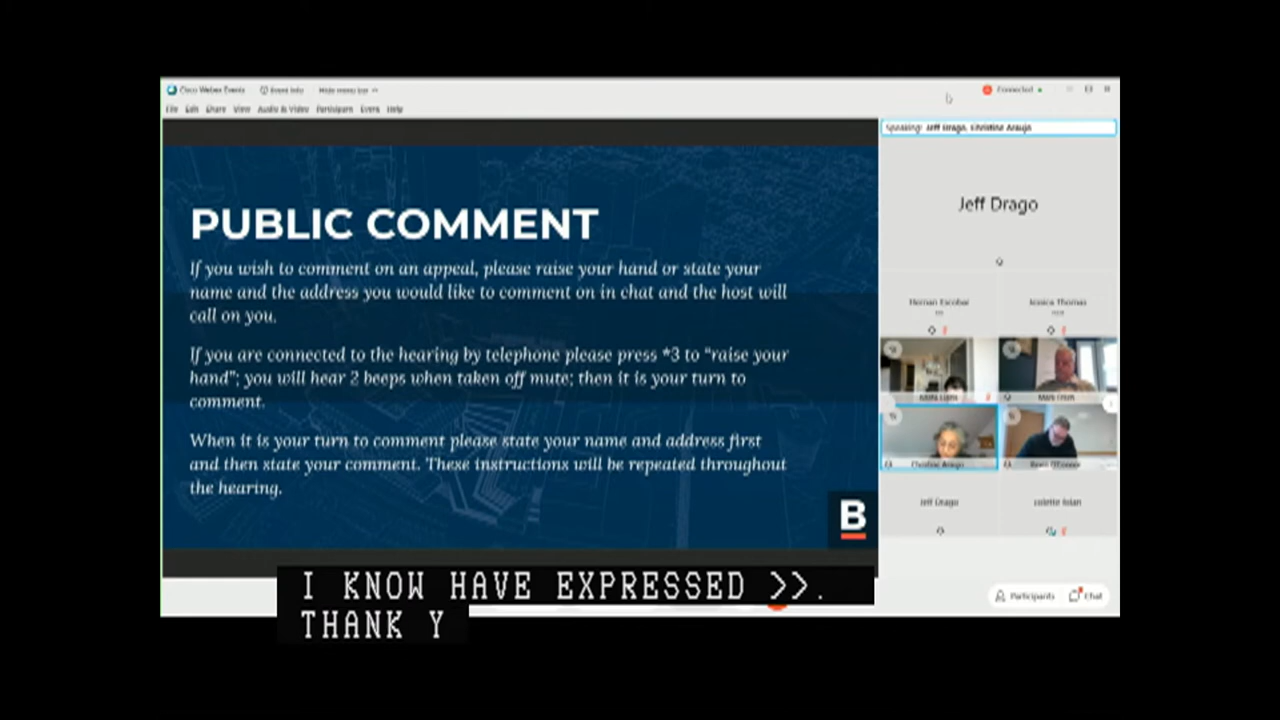 Cisco Webex Events Event Info Hide menu bar Connected
File Edit Share View Audio & Video Participant Event Help
Speaking: Jeff Drago, Christine Araujo
Jeff Drago
PUBLIC COMMENT
If you wish to comment on an appeal, please raise your hand or state your
name and the address you would like to comment on in chat and the host will
call on you.
If you are connected to the hearing by telephone please press *3 to "raise your
hand"; you will hear 2 beeps when taken off mute; then it is your turn to
comment.
When it is your turn to comment please state your name and address first
and then state your comment. These instructions will be repeated throughout
the hearing.
B
Hernan Escobar
Jessica Thomas
Christine Araujo
Jeff Drago
Participants
Chat
I KNOW HAVE EXPRESSED >>.
THANK Y